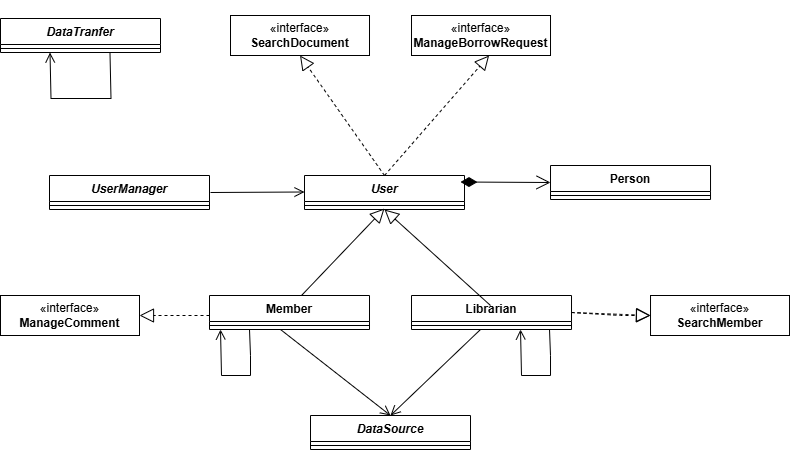 DataTranfer
«interface»
SearchDocument
«interface»
ManageBorrowRequest
UserManager
User
Person
«interface»
ManageComment
Member
Librarian
«interface»
SearchMember
DataSource